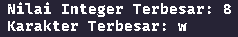 Nilai Integer Terbesar: 8
Karakter Terbesar: w